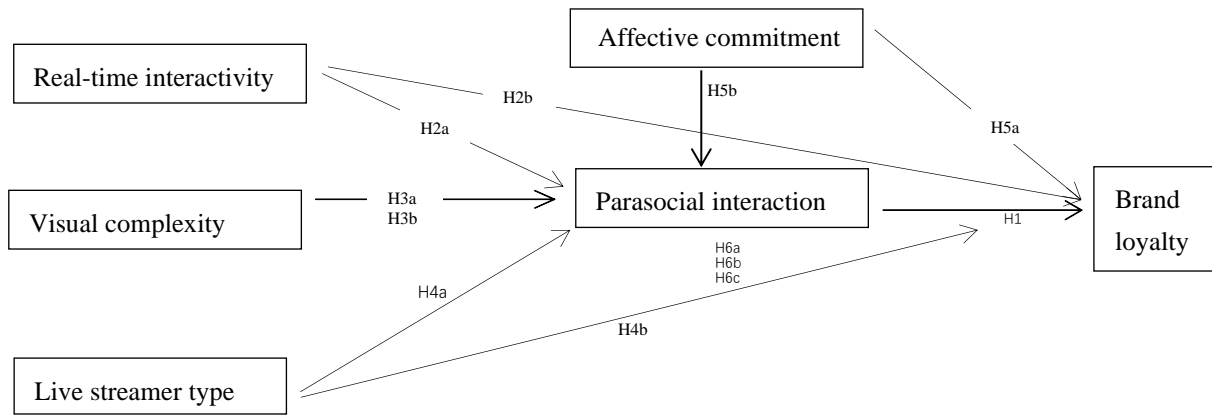 Affective commitment
Real-time interactivity
H2b
H5b
H5a
H2a
Visual complexity
H3a
H3b
Parasocial interaction
H1
Brand
loyalty
H6a
H6b
H6c
H4a
H4b
Live streamer type